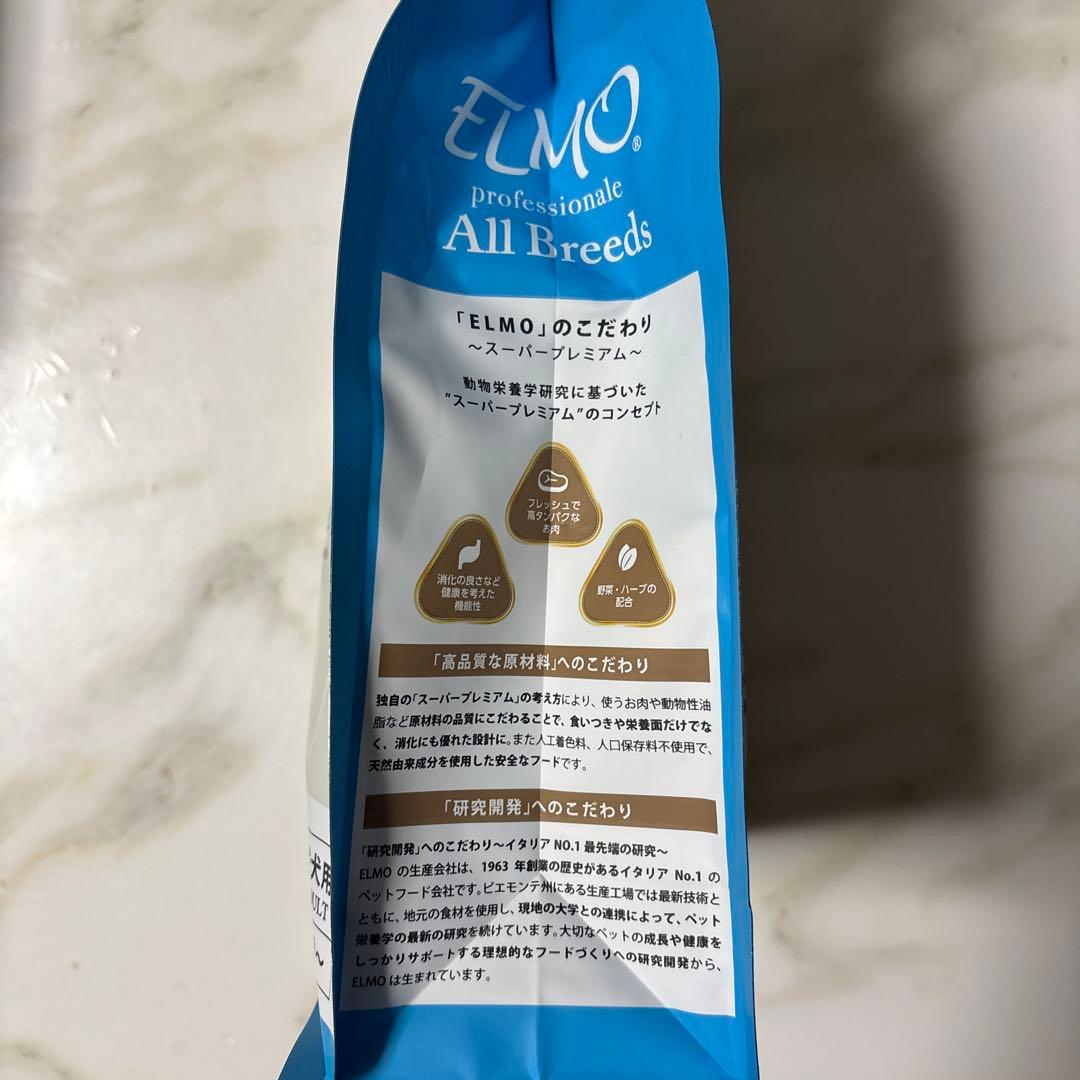 ELMO®
professionale
All Breeds
「ELMO」のこだわり
～スーパープレミアム～
動物栄養学研究に基づいた
"スーパープレミアム"のコンセプト
フレッシュで
高タンパクな
お肉
消化の良さなど
健康を考えた
機能性
野菜・ハーブの
配合
「高品質な原材料」へのこだわり
独自の「スーパープレミアム」の考え方により、使うお肉や動物性油
脂など原材料の品質にこだわることで、食いつきや栄養面だけでな
く、消化にも優れた設計に。また人工着色料、人口保存料不使用で、
天然由来成分を使用した安全なフードです。
「研究開発」へのこだわり
「研究開発」へのこだわり～イタリア NO.1 最先端の研究～
ELMO の生産会社は、1963 年創業の歴史があるイタリア No.1 の
ペットフード会社です。ピエモンテ州にある生産工場では最新技術と
ともに、地元の食材を使用し、現地の大学との連携によって、ペット
栄養学の最新の研究を続けています。大切なペットの成長や健康を
しっかりサポートする理想的なフードづくりへの研究開発から、
ELMO は生まれています。
犬用
ULT
～